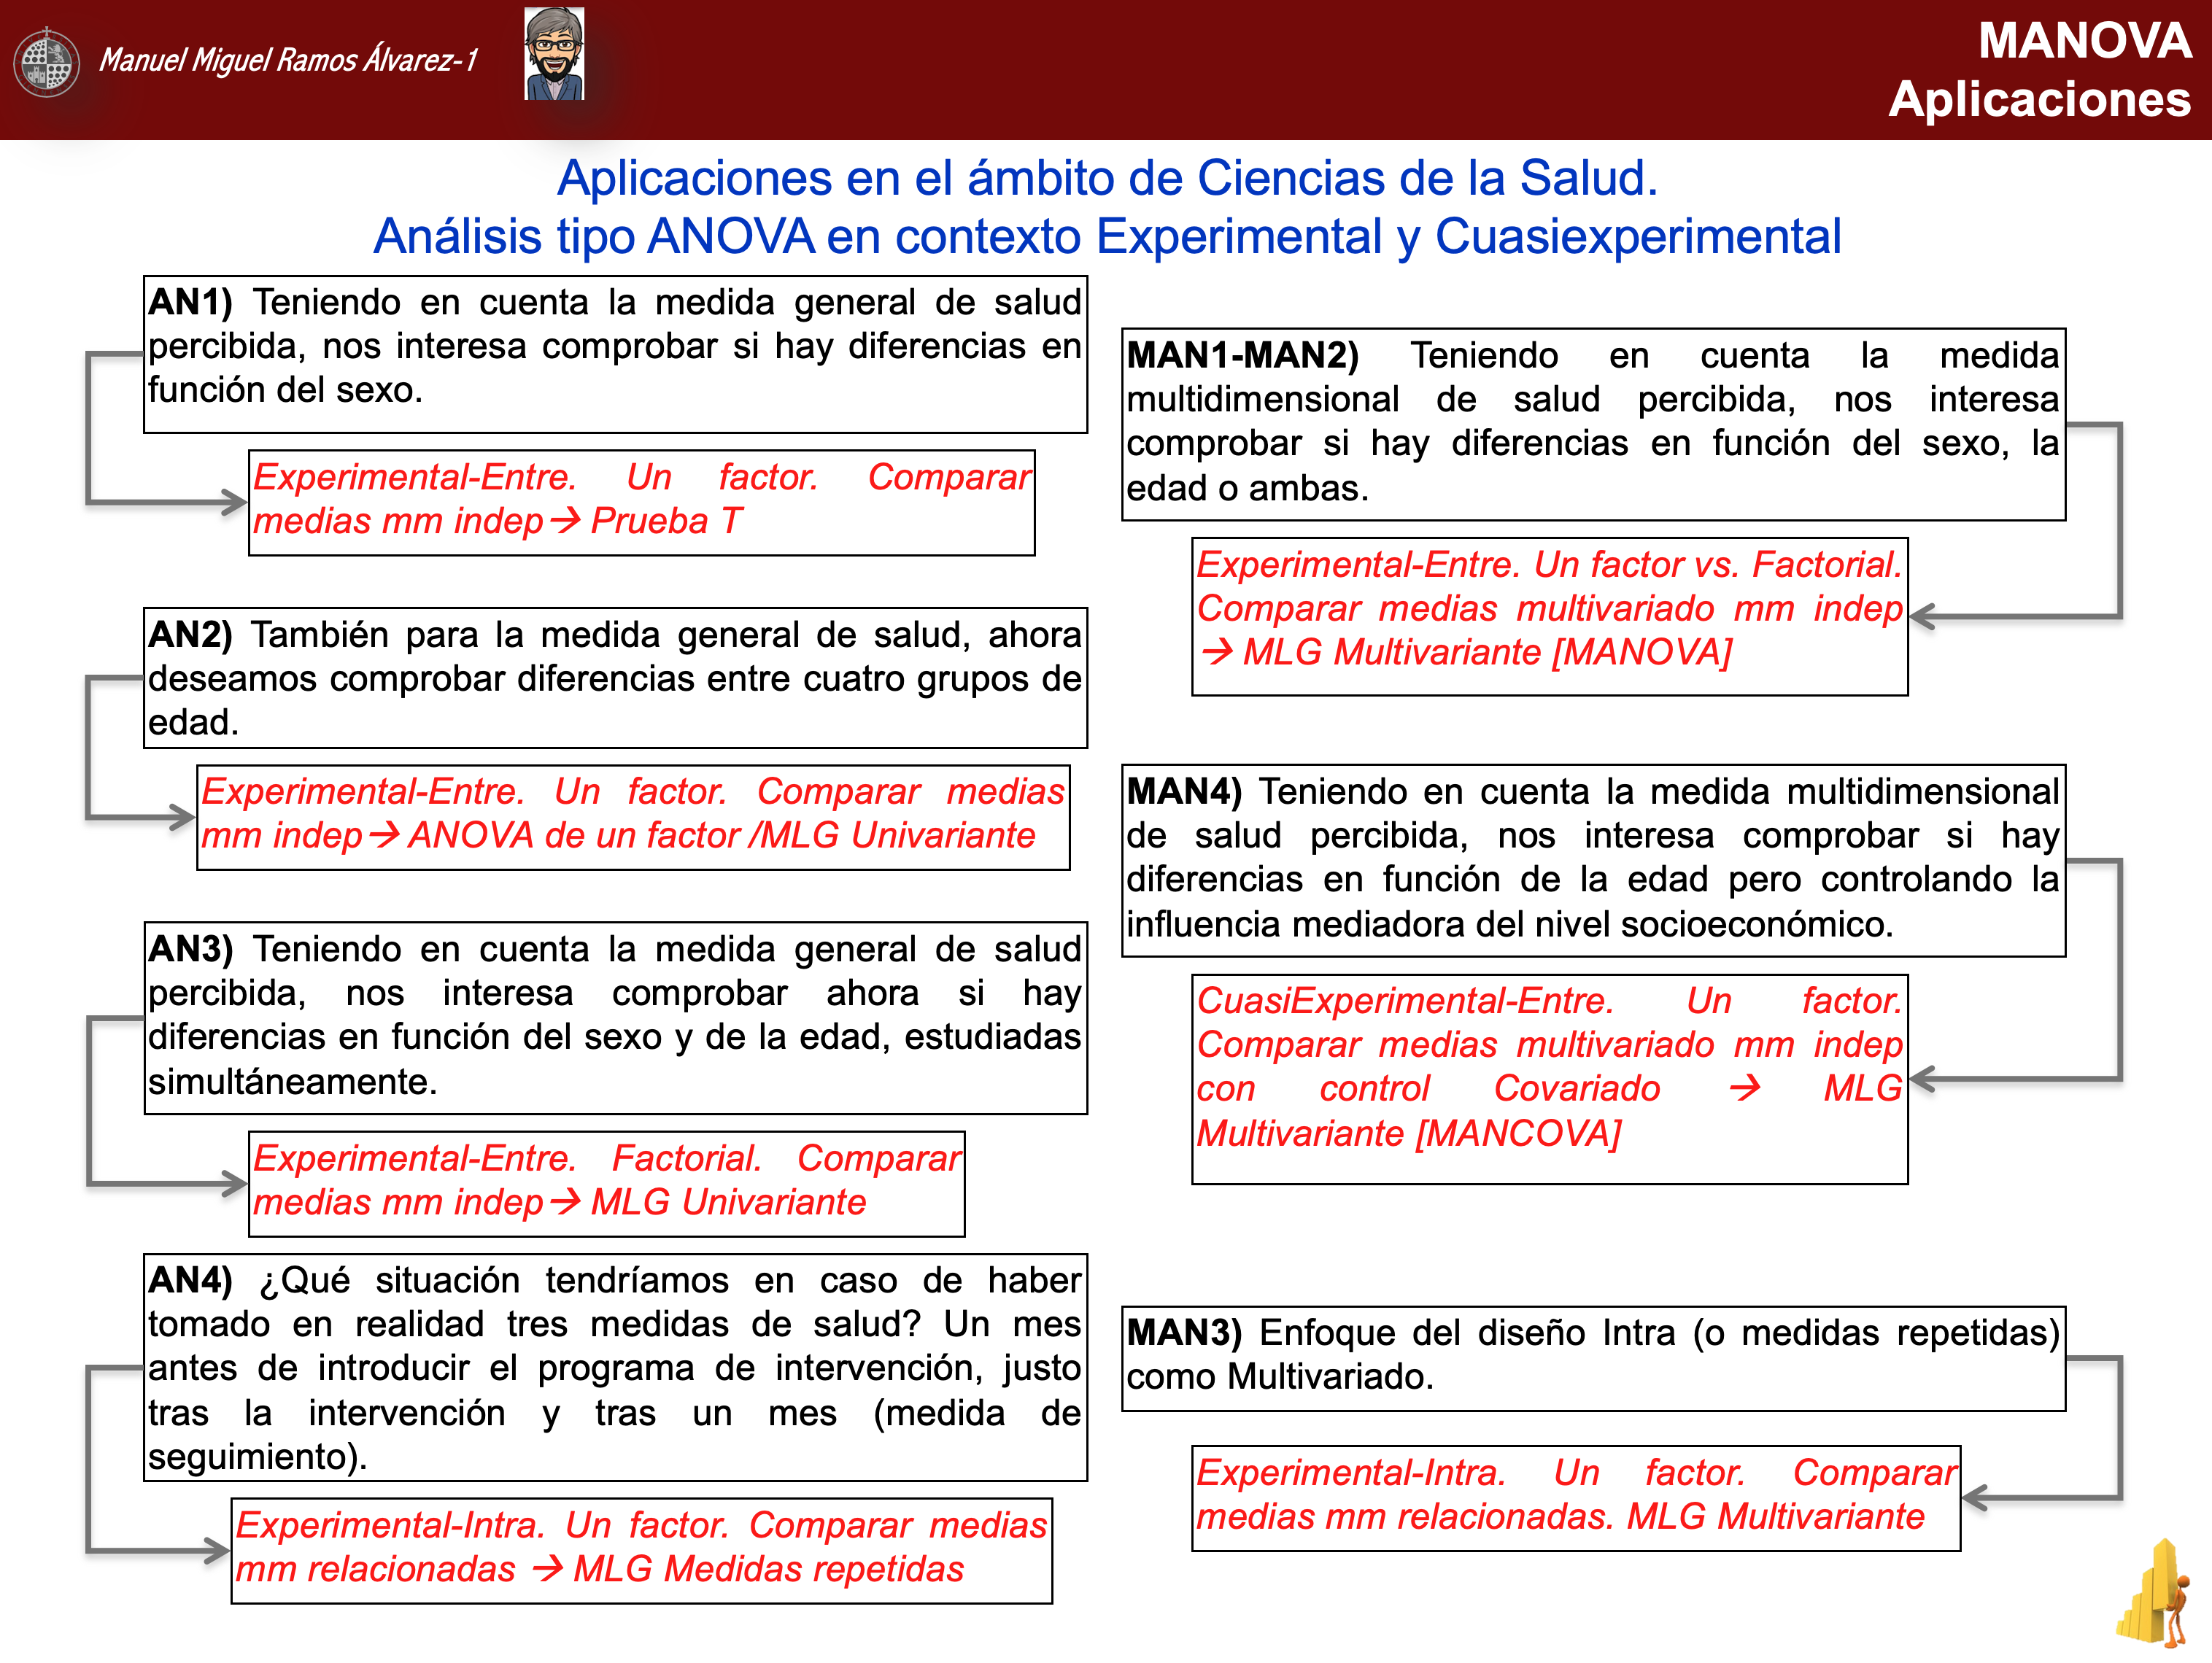 Manuel Miguel Ramos Álvarez-1
MANOVA
Aplicaciones
Aplicaciones en el ámbito de Ciencias de la Salud.
Análisis tipo ANOVA en contexto Experimental y Cuasiexperimental
AN1) Teniendo en cuenta la medida general de salud
percibida, nos interesa comprobar si hay diferencias en
función del sexo.
Experimental-Entre. Un factor. Comparar
medias mm indep→ Prueba T
AN2) También para la medida general de salud, ahora
deseamos comprobar diferencias entre cuatro grupos de
edad.
Experimental-Entre. Un factor. Comparar medias
mm indep→ ANOVA de un factor /MLG Univariante
AN3) Teniendo en cuenta la medida general de salud
percibida, nos interesa comprobar ahora si hay
diferencias en función del sexo y de la edad, estudiadas
simultáneamente.
Experimental-Entre. Factorial. Comparar
medias mm indep→ MLG Univariante
AN4) ¿Qué situación tendríamos en caso de haber
tomado en realidad tres medidas de salud? Un mes
antes de introducir el programa de intervención, justo
tras la intervención y tras un mes (medida de
seguimiento).
Experimental-Intra. Un factor. Comparar medias
mm relacionadas → MLG Medidas repetidas
MAN1-MAN2) Teniendo en cuenta la medida
multidimensional de salud percibida, nos interesa
comprobar si hay diferencias en función del sexo, la
edad o ambas.
Experimental-Entre. Un factor vs. Factorial.
Comparar medias multivariado mm indep
→ MLG Multivariante [MANOVA]
MAN4) Teniendo en cuenta la medida multidimensional
de salud percibida, nos interesa comprobar si hay
diferencias en función de la edad pero controlando la
influencia mediadora del nivel socioeconómico.
CuasiExperimental-Entre. Un factor.
Comparar medias multivariado mm indep
con control Covariado → MLG
Multivariante [MANCOVA]
MAN3) Enfoque del diseño Intra (o medidas repetidas)
como Multivariado.
Experimental-Intra. Un factor. Comparar
medias mm relacionadas. MLG Multivariante